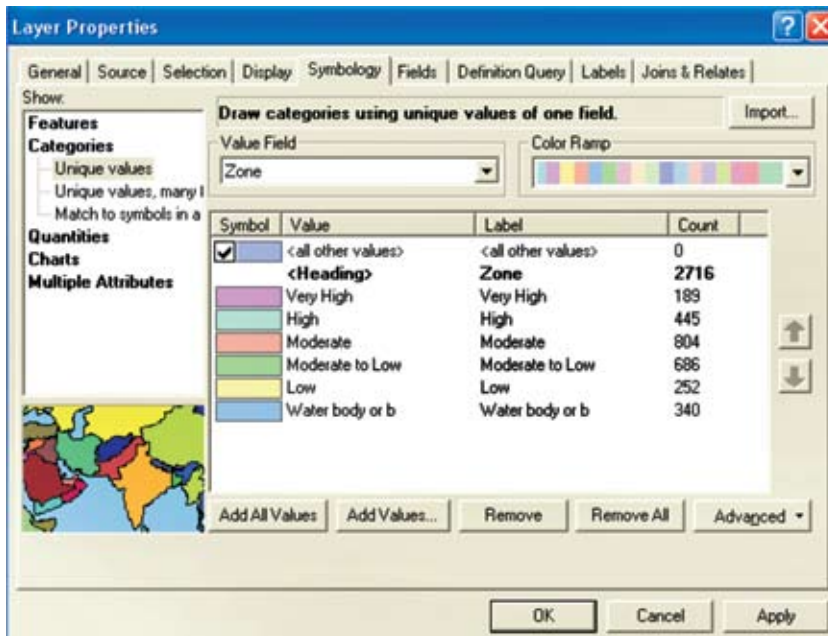 Layer Properties
General Source Selection Display Symbology Fields Definition Query Labels Joins & Relates
Show:
Features
Categories
Unique values
Unique values, many f
Match to symbols in a
Quantities
Charts
Multiple Attributes
Draw categories using unique values of one field.
Import...
Value Field
Zone
Color Ramp
Symbol Value Label Count
<all other values> <all other values> 0
<Heading> Zone 2716
Very High Very High 189
High High 445
Moderate Moderate 804
Moderate to Low Moderate to Low 686
Low Low 252
Water body or b Water body or b 340
Add All Values Add Values... Remove Remove All Advanced
OK Cancel Apply